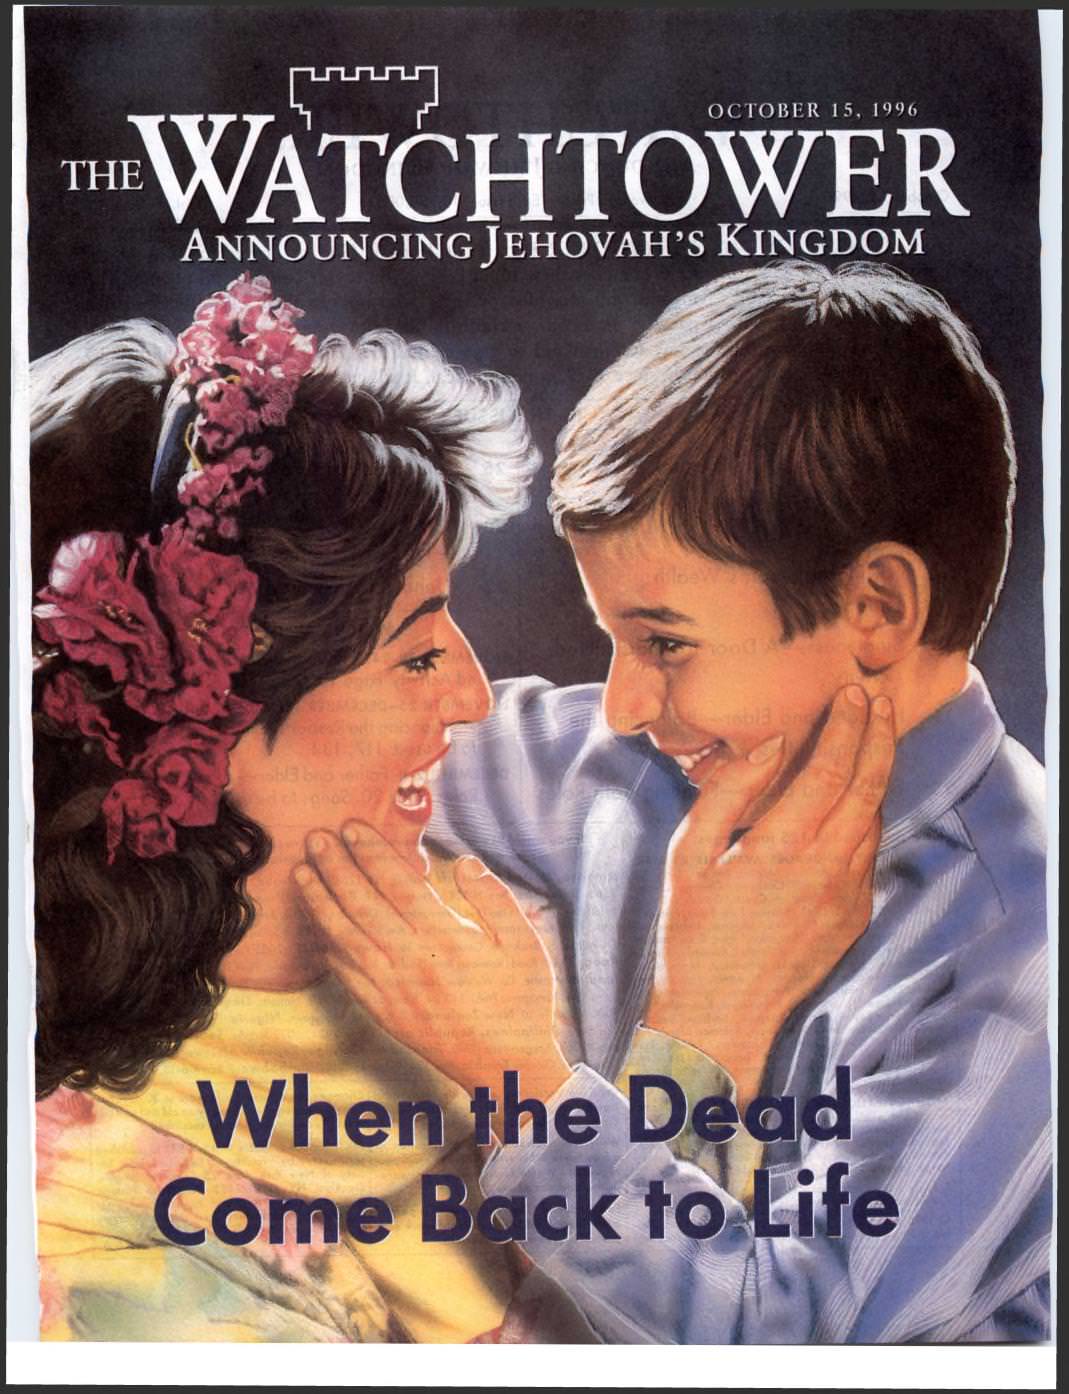 OCTOBER 15, 1996
THE WATCHTOWER
ANNOUNCING JEHOVAH'S KINGDOM
When the Dead
Come Back to Life